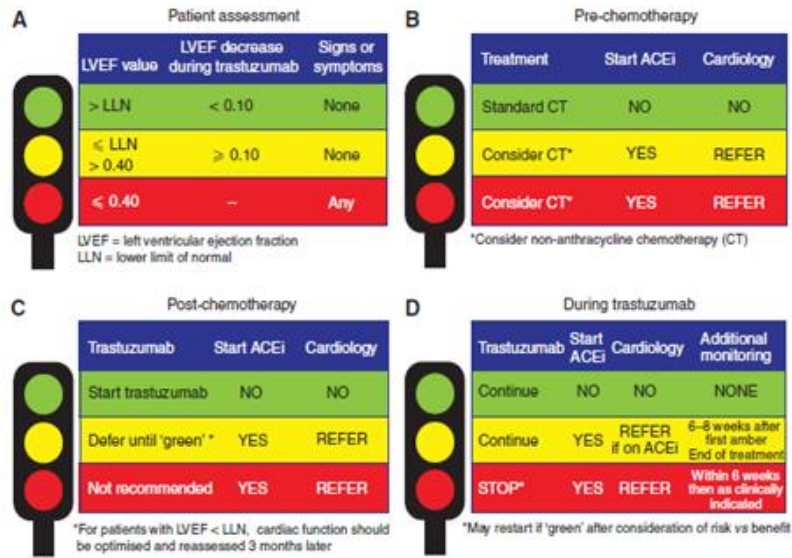 A
Patient assessment
LVEF value
LVEF decrease
during trastuzumab
Signs or
symptoms
> LLN
< 0.10
None
⩽ LLN
> 0.40
⩾ 0.10
None
⩽ 0.40
–
Any
LVEF = left ventricular ejection fraction
LLN = lower limit of normal
B
Pre-chemotherapy
Treatment
Start ACEi
Cardiology
Standard CT
NO
NO
Consider CT*
YES
REFER
Consider CT*
YES
REFER
*Consider non-anthracycline chemotherapy (CT)
C
Post-chemotherapy
Trastuzumab
Start ACEi
Cardiology
Start trastuzumab
NO
NO
Defer until ‘green’ *
YES
REFER
Not recommended
YES
REFER
*For patients with LVEF < LLN, cardiac function should
be optimised and reassessed 3 months later
D
During trastuzumab
Trastuzumab
Start
ACEi
Cardiology
Additional
monitoring
Continue
NO
NO
NONE
Continue
YES
REFER
if on ACEi
6–8 weeks after
first amber
End of treatment
STOP*
YES
REFER
Within 6 weeks
then as clinically
indicated
*May restart if ‘green’ after consideration of risk vs benefit